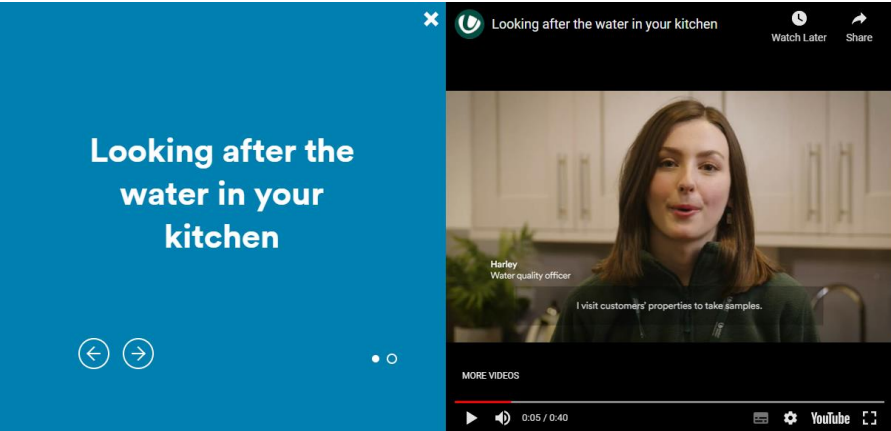 Looking after the
water in your
kitchen
Looking after the water in your kitchen
Watch Later
Share
Harley
Water quality officer
I visit customers' properties to take samples.
MORE VIDEOS
0:05 / 0:40
YouTube